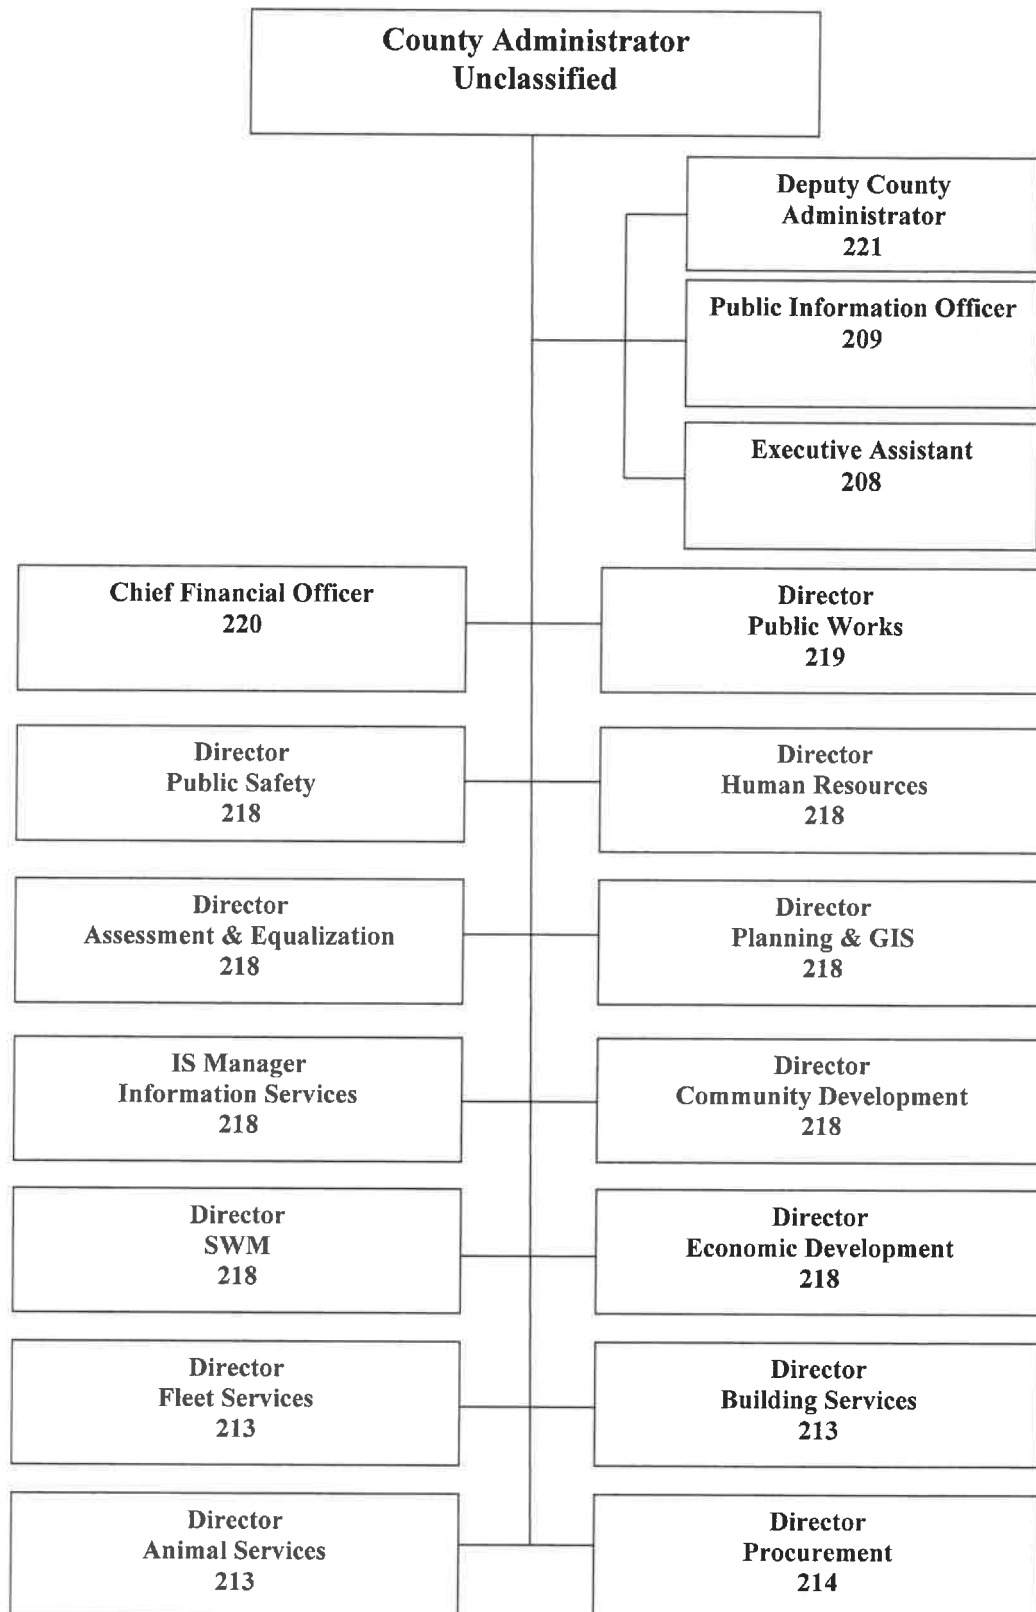 County Administrator
Unclassified
Deputy County
Administrator
221
Public Information Officer
209
Executive Assistant
208
Chief Financial Officer
220
Director
Public Works
219
Director
Public Safety
218
Director
Human Resources
218
Director
Assessment & Equalization
218
Director
Planning & GIS
218
IS Manager
Information Services
218
Director
Community Development
218
Director
SWM
218
Director
Economic Development
218
Director
Fleet Services
213
Director
Building Services
213
Director
Animal Services
213
Director
Procurement
214